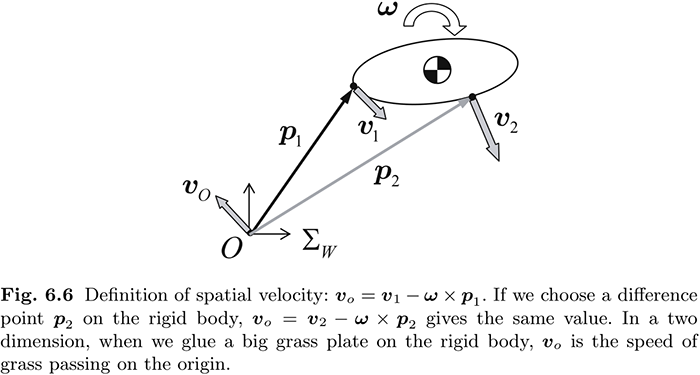 ω
v1
v2
p1
p2
vO
O
ΣW
Fig. 6.6 Definition of spatial velocity: vo = v1 − ω × p1. If we choose a difference
point p2 on the rigid body, vo = v2 − ω × p2 gives the same value. In a two
dimension, when we glue a big grass plate on the rigid body, vo is the speed of
grass passing on the origin.